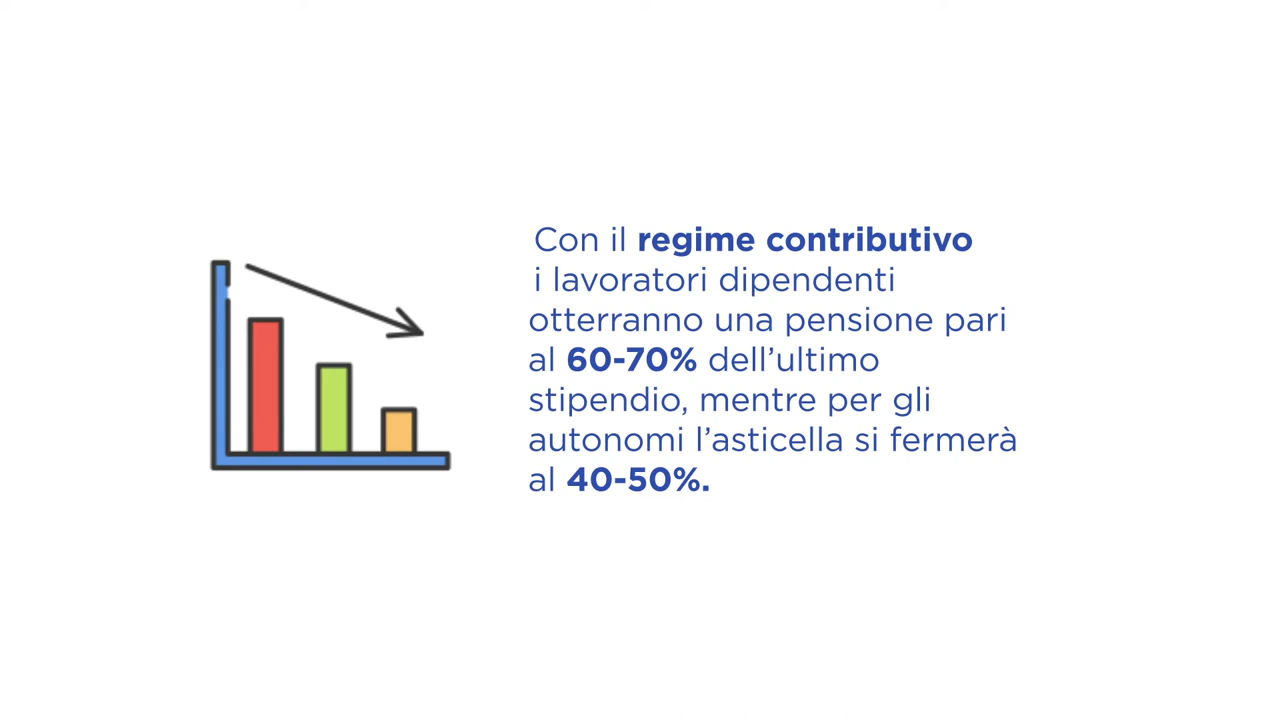 Con il regime contributivo
i lavoratori dipendenti
otterranno una pensione pari
al 60-70% dell’ultimo
stipendio, mentre per gli
autonomi l’asticella si fermerà
al 40-50%.